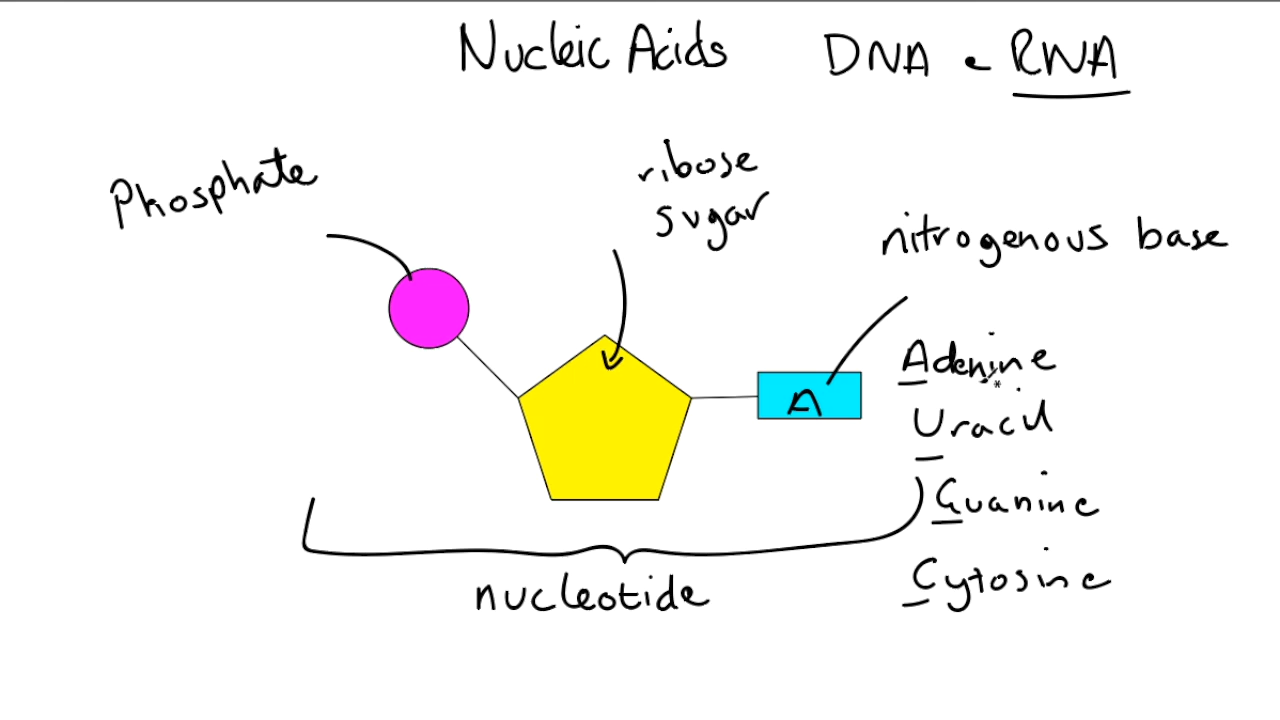 Nucleic Acids DNA & RNA
Phosphate
ribose
sugar
nitrogenous base
A
Adenine
Uracil
Guanine
Cytosine
nucleotide